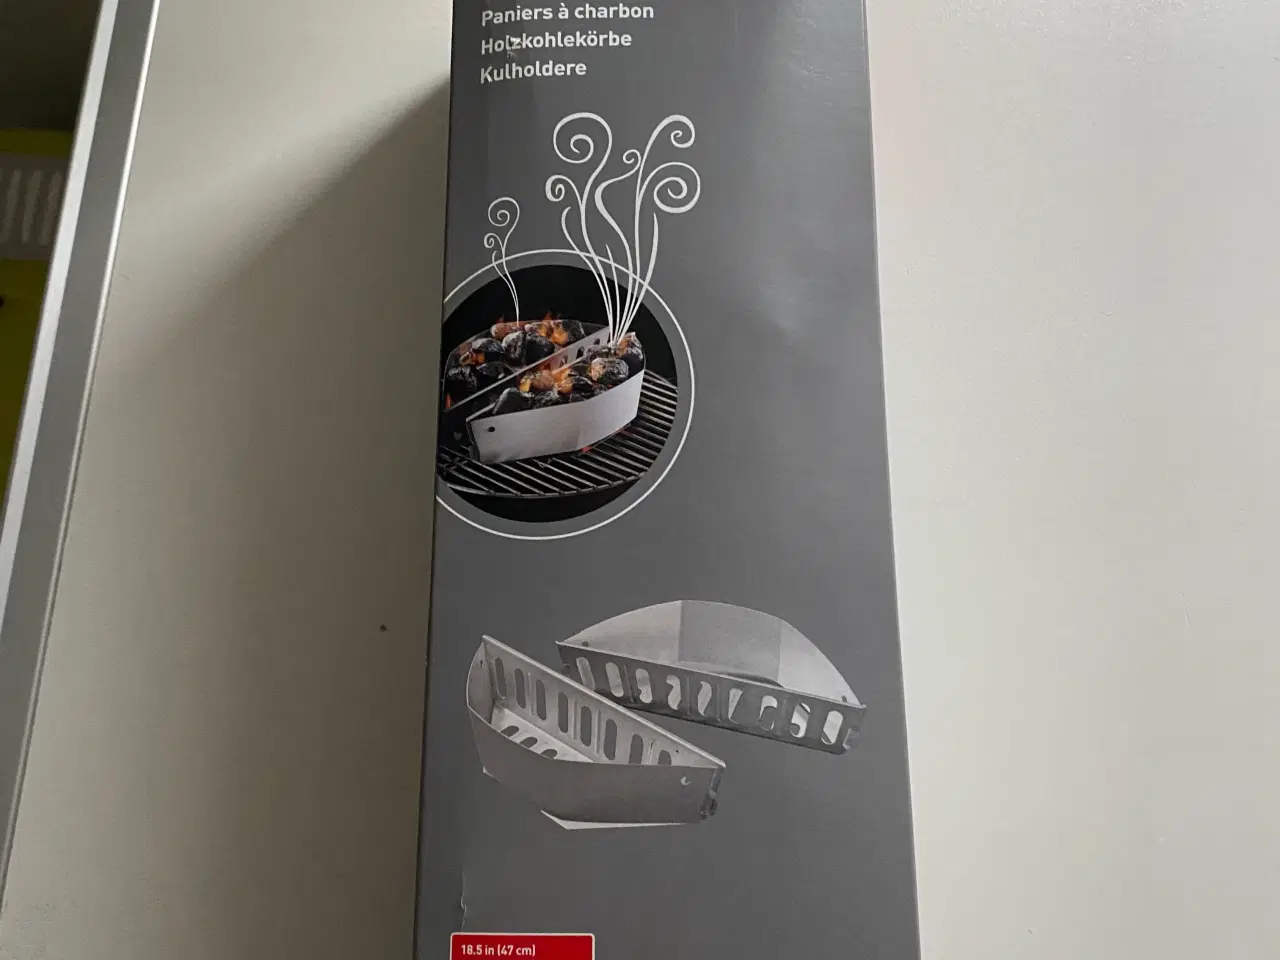 Paniers à charbon
Holzkohlekörbe
Kulholdere
18.5 in (47 cm)